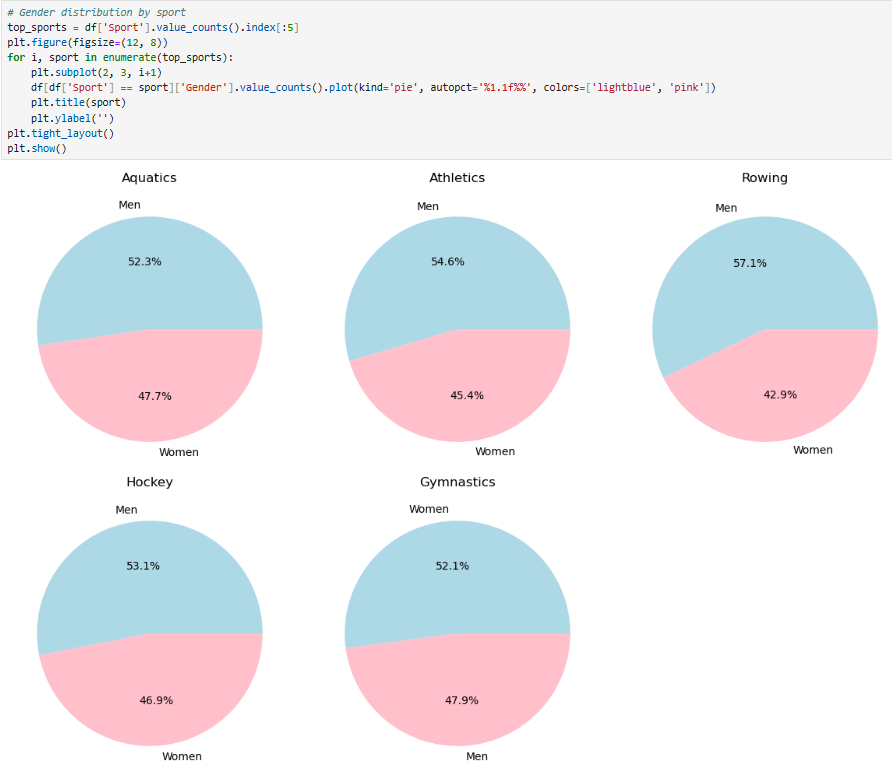 # Gender distribution by sport
top_sports = df['Sport'].value_counts().index[:5]
plt.figure(figsize=(12, 8))
for i, sport in enumerate(top_sports):
    plt.subplot(2, 3, i+1)
    df[df['Sport'] == sport]['Gender'].value_counts().plot(kind='pie', autopct='%1.1f%%', colors=['lightblue', 'pink'])
    plt.title(sport)
    plt.ylabel('')
plt.tight_layout()
plt.show()
Aquatics
Men
52.3%
47.7%
Women
Athletics
Men
54.6%
45.4%
Women
Rowing
Men
57.1%
42.9%
Women
Hockey
Men
53.1%
46.9%
Women
Gymnastics
Women
52.1%
47.9%
Men